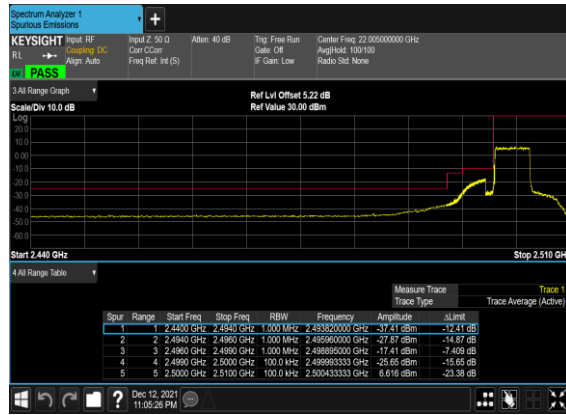 Spectrum Analyzer 1
Spurious Emissions
KEYSIGHT Input: RF Input Z: 50 Ω Atten: 40 dB Trig: Free Run Center Freq: 22.005000000 GHz
RL Coupling: DC Corr CCorr Gate: Off Avg|Hold: 100/100
Align: Auto Freq Ref: Int (S) IF Gain: Low Radio Std: None
PASS
3 All Range Graph
Ref Lvl Offset 5.22 dB
Scale/Div 10.0 dB Ref Value 30.00 dBm
Log
20.0
10.0
0.00
-10.0
-20.0
-30.0
-40.0
-50.0
-60.0
Start 2.440 GHz Stop 2.510 GH
4 All Range Table
Measure Trace Trace 1
Trace Type Trace Average (Active)
Spur Range Start Freq Stop Freq RBW Frequency Amplitude ΔLimit
1 1 2.4400 GHz 2.4940 GHz 1.000 MHz 2.493820000 GHz -37.41 dBm -12.41 dB
2 2 2.4940 GHz 2.4960 GHz 1.000 MHz 2.495960000 GHz -27.87 dBm -14.87 dB
3 3 2.4960 GHz 2.4990 GHz 1.000 MHz 2.498895000 GHz -17.41 dBm -7.409 dB
4 4 2.4990 GHz 2.5000 GHz 100.0 kHz 2.499993333 GHz -25.65 dBm -15.65 dB
5 5 2.5000 GHz 2.5100 GHz 100.0 kHz 2.500433333 GHz 6.616 dBm -23.38 dB
? Dec 12, 2021
11:05:26 PM